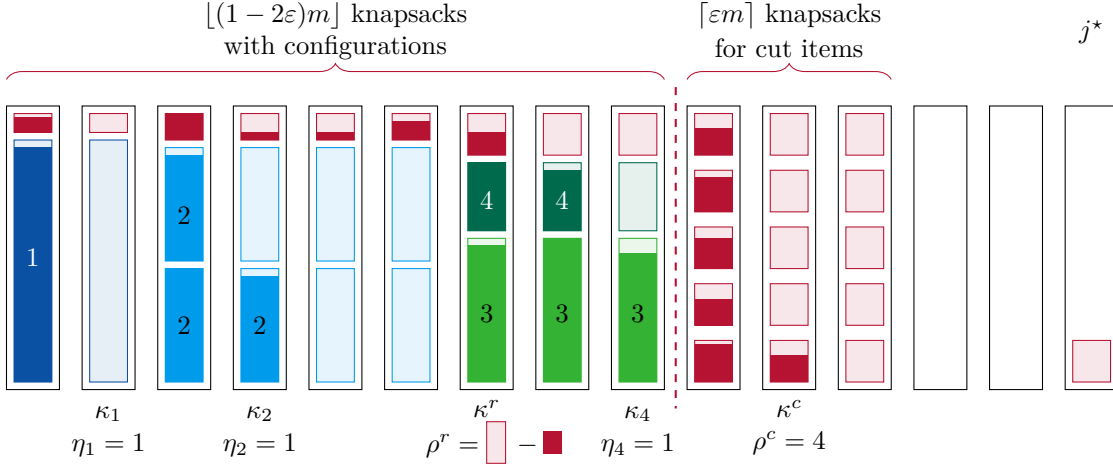 ⌊(1 − 2ε)m⌋ knapsacks
with configurations
⌈εm⌉ knapsacks
for cut items
j⋆
1
2
2
2
4
4
3
3
3
κ₁
κ₂
κʳ
κ₄
κᶜ
η₁ = 1
η₂ = 1
ρʳ = −
η₄ = 1
ρᶜ = 4